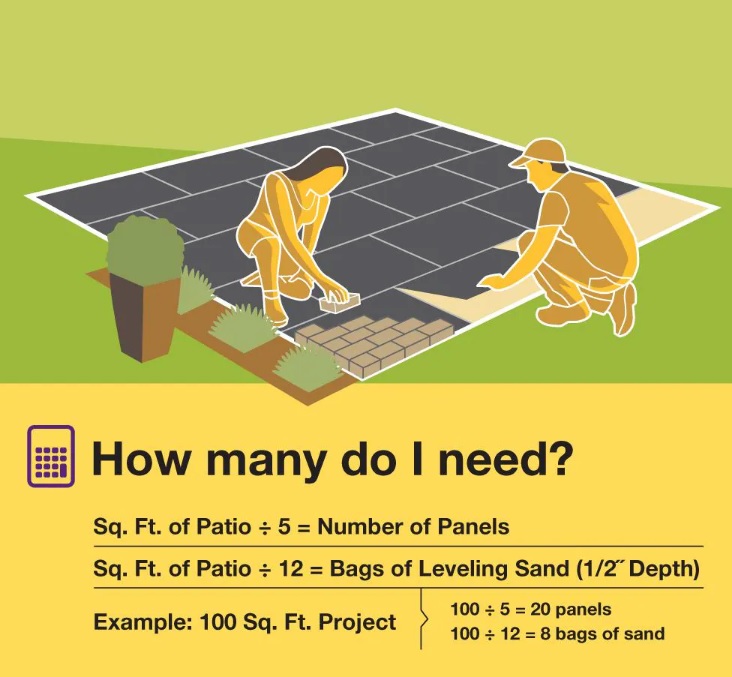 How many do I need?
Sq. Ft. of Patio ÷ 5 = Number of Panels
Sq. Ft. of Patio ÷ 12 = Bags of Leveling Sand (1/2˝ Depth)
Example: 100 Sq. Ft. Project
100 ÷ 5 = 20 panels
100 ÷ 12 = 8 bags of sand